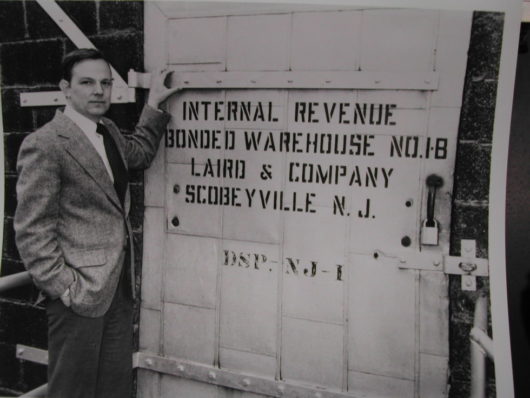 INTERNAL REVENUE
BONDED WAREHOUSE NO.1-B
LAIRD & COMPANY
SCOBEYVILLE N. J.
DSP.-NJ-1